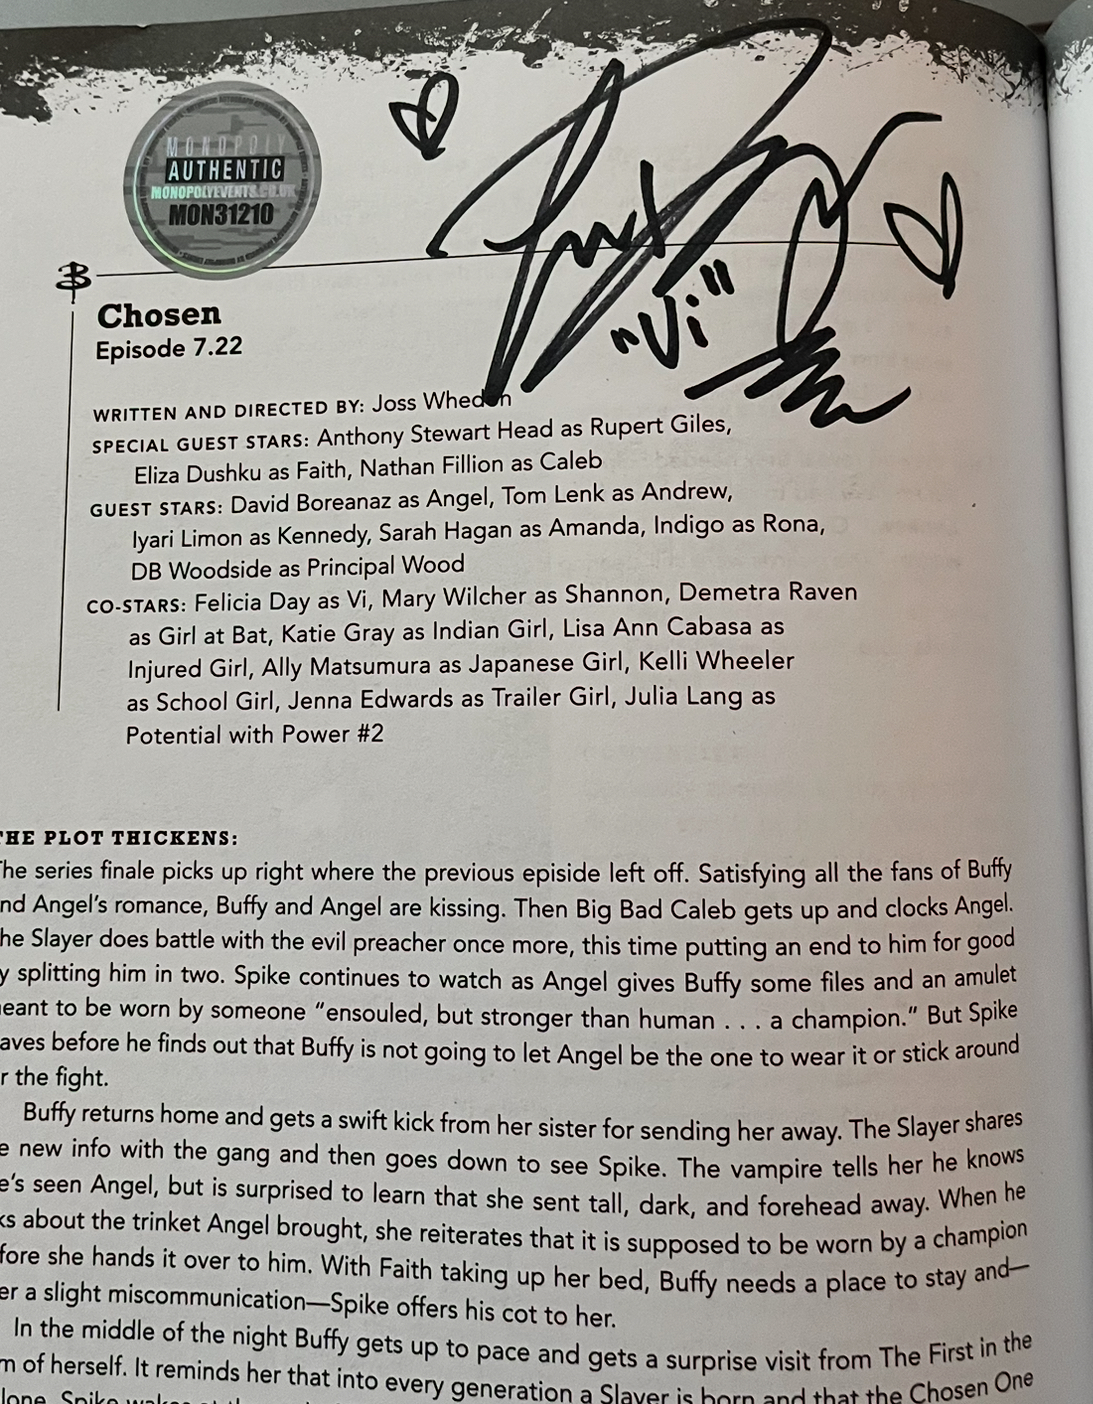 MONOPOLY
AUTHENTIC
MONOPOLYEVENTS.CO.UK
MON31210
"Vi"
B
Chosen
Episode 7.22
WRITTEN AND DIRECTED BY: Joss Whedon
SPECIAL GUEST STARS: Anthony Stewart Head as Rupert Giles,
Eliza Dushku as Faith, Nathan Fillion as Caleb
GUEST STARS: David Boreanaz as Angel, Tom Lenk as Andrew,
Iyari Limon as Kennedy, Sarah Hagan as Amanda, Indigo as Rona,
DB Woodside as Principal Wood
CO-STARS: Felicia Day as Vi, Mary Wilcher as Shannon, Demetra Raven
as Girl at Bat, Katie Gray as Indian Girl, Lisa Ann Cabasa as
Injured Girl, Ally Matsumura as Japanese Girl, Kelli Wheeler
as School Girl, Jenna Edwards as Trailer Girl, Julia Lang as
Potential with Power #2
THE PLOT THICKENS:
The series finale picks up right where the previous episide left off. Satisfying all the fans of Buffy
nd Angel's romance, Buffy and Angel are kissing. Then Big Bad Caleb gets up and clocks Angel.
he Slayer does battle with the evil preacher once more, this time putting an end to him for good
y splitting him in two. Spike continues to watch as Angel gives Buffy some files and an amulet
eant to be worn by someone "ensouled, but stronger than human . . . a champion." But Spike
aves before he finds out that Buffy is not going to let Angel be the one to wear it or stick around
r the fight.
Buffy returns home and gets a swift kick from her sister for sending her away. The Slayer shares
e new info with the gang and then goes down to see Spike. The vampire tells her he knows
e's seen Angel, but is surprised to learn that she sent tall, dark, and forehead away. When he
ks about the trinket Angel brought, she reiterates that it is supposed to be worn by a champion
fore she hands it over to him. With Faith taking up her bed, Buffy needs a place to stay and—
er a slight miscommunication—Spike offers his cot to her.
In the middle of the night Buffy gets up to pace and gets a surprise visit from The First in the
m of herself. It reminds her that into every generation a Slayer is born and that the Chosen One
lone. Spike wakes